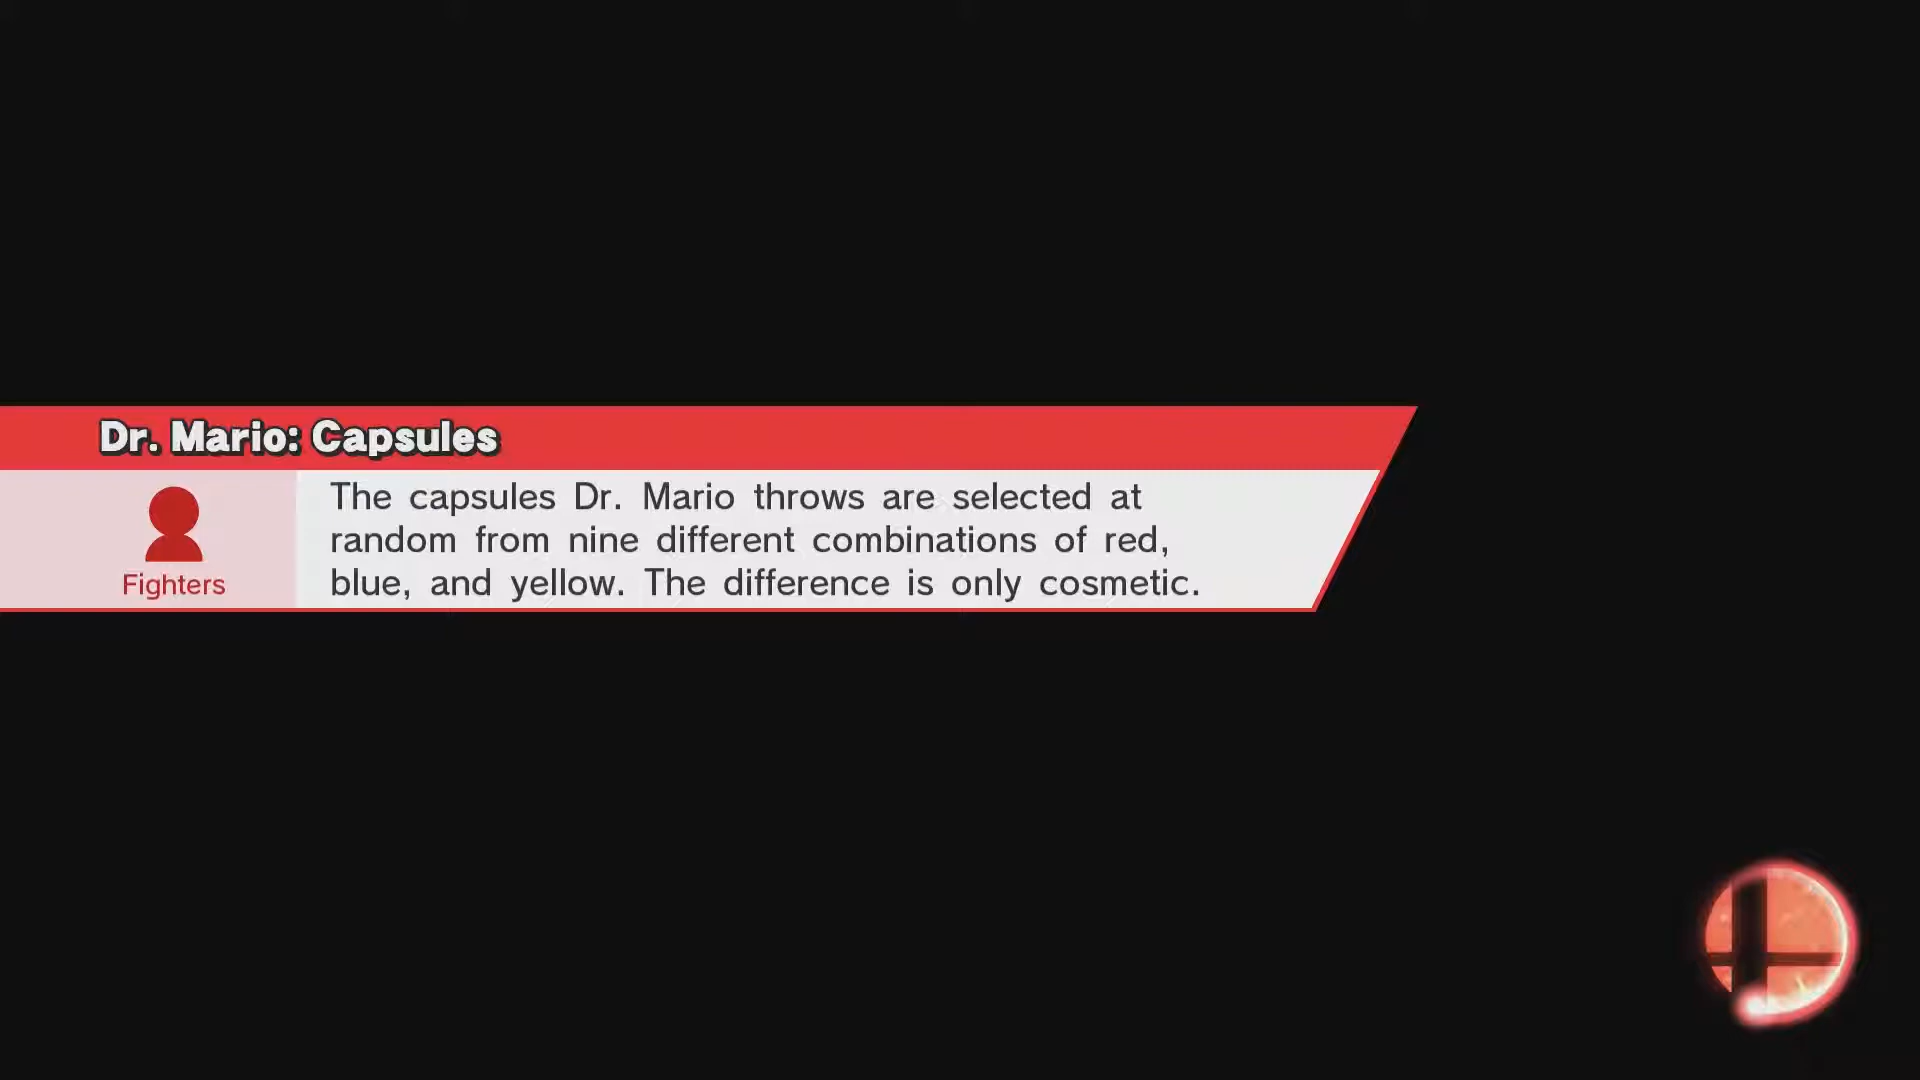 Dr. Mario: Capsules
Fighters
The capsules Dr. Mario throws are selected at
random from nine different combinations of red,
blue, and yellow. The difference is only cosmetic.